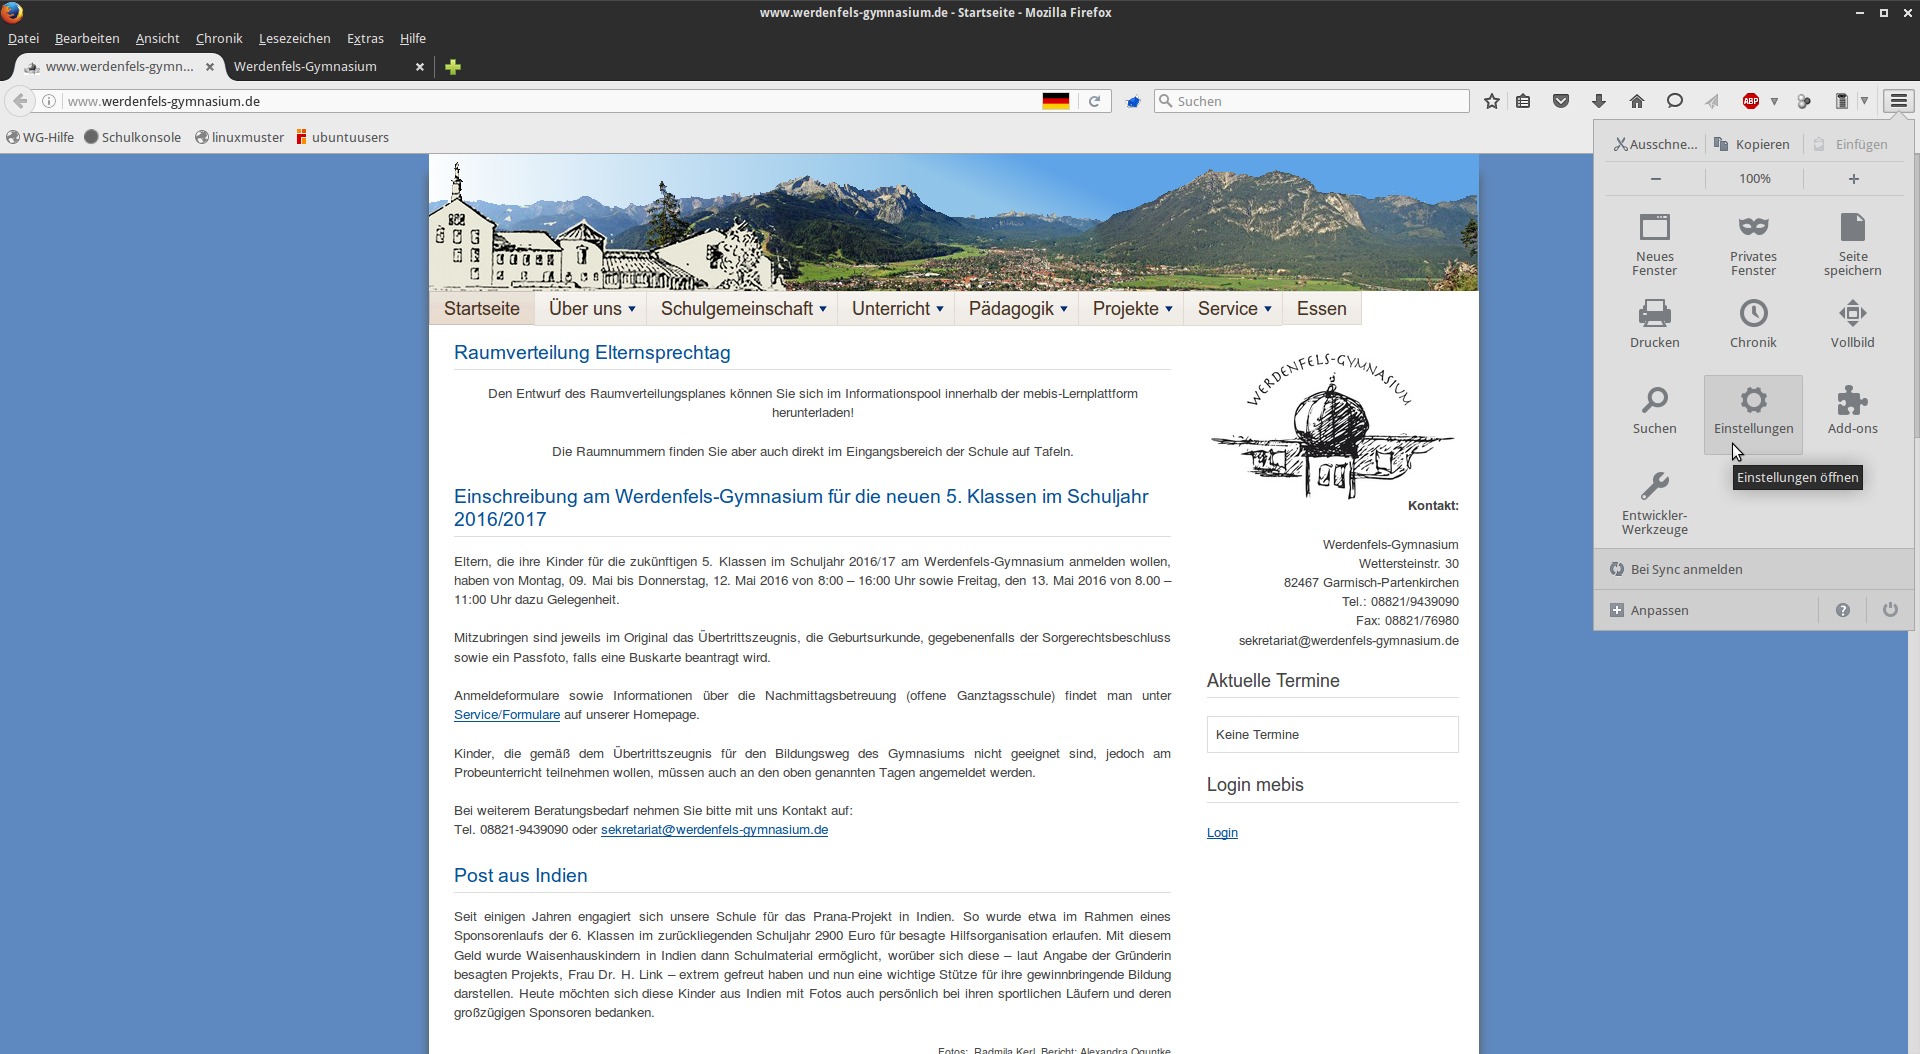 www.werdenfels-gymnasium.de - Startseite - Mozilla Firefox
Datei Bearbeiten Ansicht Chronik Lesezeichen Extras Hilfe
www.werdenfels-gymn... Werdenfels-Gymnasium
www.werdenfels-gymnasium.de Suchen ABP
WG-Hilfe Schulkonsole linuxmuster ubuntuusers
Ausschne... Kopieren Einfügen
− 100% +
Neues Fenster
Privates Fenster
Seite speichern
Drucken Chronik Vollbild
Suchen Einstellungen Add-ons
Einstellungen öffnen
Entwickler-
Werkzeuge
Bei Sync anmelden
Anpassen ?
Startseite Über uns Schulgemeinschaft Unterricht Pädagogik Projekte Service Essen
Raumverteilung Elternsprechtag
Den Entwurf des Raumverteilungsplanes können Sie sich im Informationspool innerhalb der mebis-Lernplattform
herunterladen!
Die Raumnummern finden Sie aber auch direkt im Eingangsbereich der Schule auf Tafeln.
Einschreibung am Werdenfels-Gymnasium für die neuen 5. Klassen im Schuljahr
2016/2017
Eltern, die ihre Kinder für die zukünftigen 5. Klassen im Schuljahr 2016/17 am Werdenfels-Gymnasium anmelden wollen,
haben von Montag, 09. Mai bis Donnerstag, 12. Mai 2016 von 8:00 – 16:00 Uhr sowie Freitag, den 13. Mai 2016 von 8.00 –
11:00 Uhr dazu Gelegenheit.
Mitzubringen sind jeweils im Original das Übertrittszeugnis, die Geburtsurkunde, gegebenenfalls der Sorgerechtsbeschluss
sowie ein Passfoto, falls eine Buskarte beantragt wird.
Anmeldeformulare sowie Informationen über die Nachmittagsbetreuung (offene Ganztagsschule) findet man unter
Service/Formulare auf unserer Homepage.
Kinder, die gemäß dem Übertrittszeugnis für den Bildungsweg des Gymnasiums nicht geeignet sind, jedoch am
Probeunterricht teilnehmen wollen, müssen auch an den oben genannten Tagen angemeldet werden.
Bei weiterem Beratungsbedarf nehmen Sie bitte mit uns Kontakt auf:
Tel. 08821-9439090 oder sekretariat@werdenfels-gymnasium.de
Post aus Indien
Seit einigen Jahren engagiert sich unsere Schule für das Prana-Projekt in Indien. So wurde etwa im Rahmen eines
Sponsorenlaufs der 6. Klassen im zurückliegenden Schuljahr 2900 Euro für besagte Hilfsorganisation erlaufen. Mit diesem
Geld wurde Waisenhauskindern in Indien dann Schulmaterial ermöglicht, worüber sich diese – laut Angabe der Gründerin
besagten Projekts, Frau Dr. H. Link – extrem gefreut haben und nun eine wichtige Stütze für ihre gewinnbringende Bildung
darstellen. Heute möchten sich diese Kinder aus Indien mit Fotos auch persönlich bei ihren sportlichen Läufern und deren
großzügigen Sponsoren bedanken.
Fotos: Radmila Kerl, Bericht: Alexandra Oguntke
WERDENFELS-GYMNASIUM
Kontakt:
Werdenfels-Gymnasium
Wettersteinstr. 30
82467 Garmisch-Partenkirchen
Tel.: 08821/9439090
Fax: 08821/76980
sekretariat@werdenfels-gymnasium.de
Aktuelle Termine
Keine Termine
Login mebis
Login